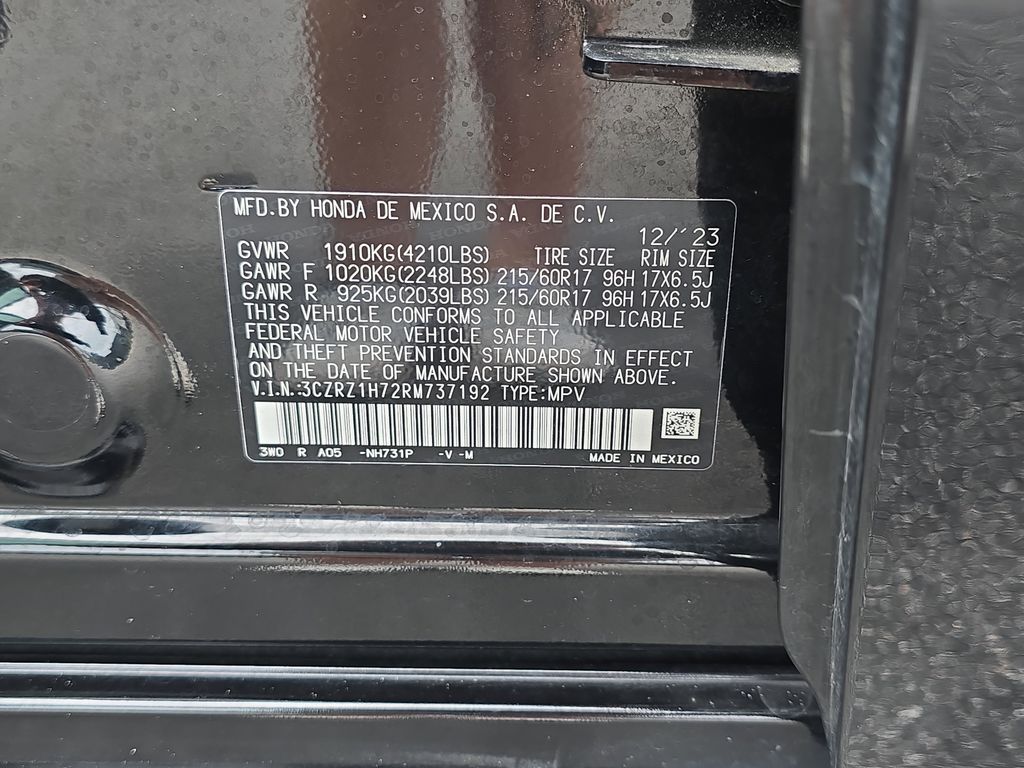 MFD.BY HONDA DE MEXICO S.A. DE C.V.
12/'23
GVWR 1910KG(4210LBS) TIRE SIZE RIM SIZE
GAWR F 1020KG(2248LBS) 215/60R17 96H 17X6.5J
GAWR R 925KG(2039LBS) 215/60R17 96H 17X6.5J
THIS VEHICLE CONFORMS TO ALL APPLICABLE
FEDERAL MOTOR VEHICLE SAFETY
AND THEFT PREVENTION STANDARDS IN EFFECT
ON THE DATE OF MANUFACTURE SHOWN ABOVE.
V.I.N.:3CZRZ1H72RM737192 TYPE:MPV
3W0 R A05 -NH731P -V -M MADE IN MEXICO